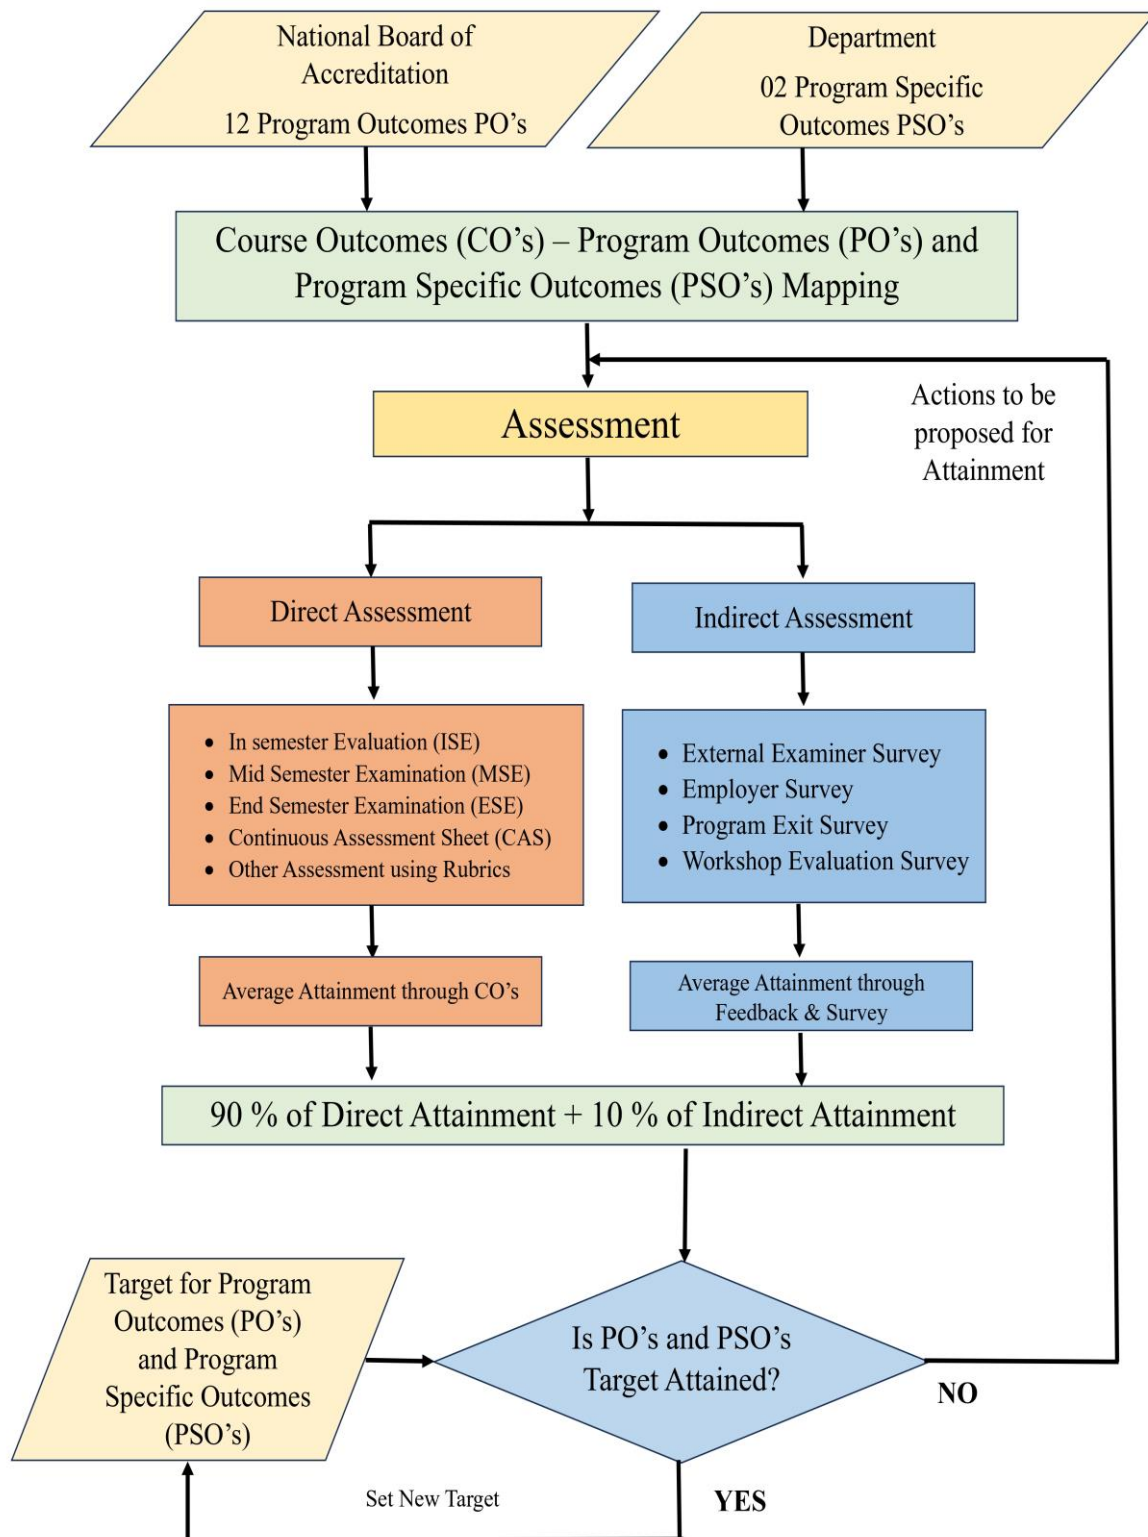 National Board of
Accreditation
12 Program Outcomes PO’s
Department
02 Program Specific
Outcomes PSO’s
Course Outcomes (CO’s) – Program Outcomes (PO’s) and
Program Specific Outcomes (PSO’s) Mapping
Assessment
Actions to be
proposed for
Attainment
Direct Assessment
Indirect Assessment
• In semester Evaluation (ISE)
• Mid Semester Examination (MSE)
• End Semester Examination (ESE)
• Continuous Assessment Sheet (CAS)
• Other Assessment using Rubrics
• External Examiner Survey
• Employer Survey
• Program Exit Survey
• Workshop Evaluation Survey
Average Attainment through CO’s
Average Attainment through
Feedback & Survey
90 % of Direct Attainment + 10 % of Indirect Attainment
Target for Program
Outcomes (PO’s)
and Program
Specific Outcomes
(PSO’s)
Is PO’s and PSO’s
Target Attained?
NO
Set New Target
YES